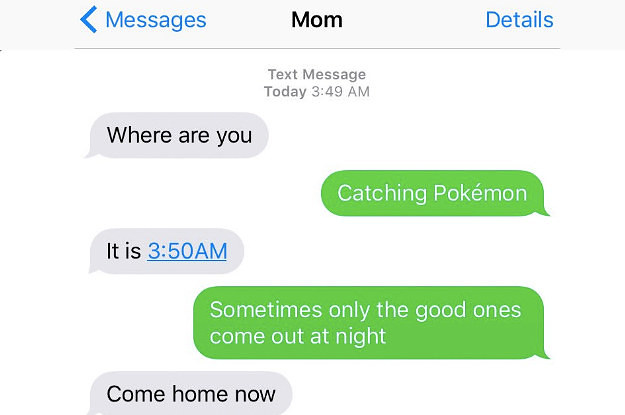 Messages
Mom
Details
Text Message
Today 3:49 AM
Where are you
Catching Pokémon
It is 3:50AM
Sometimes only the good ones
come out at night
Come home now